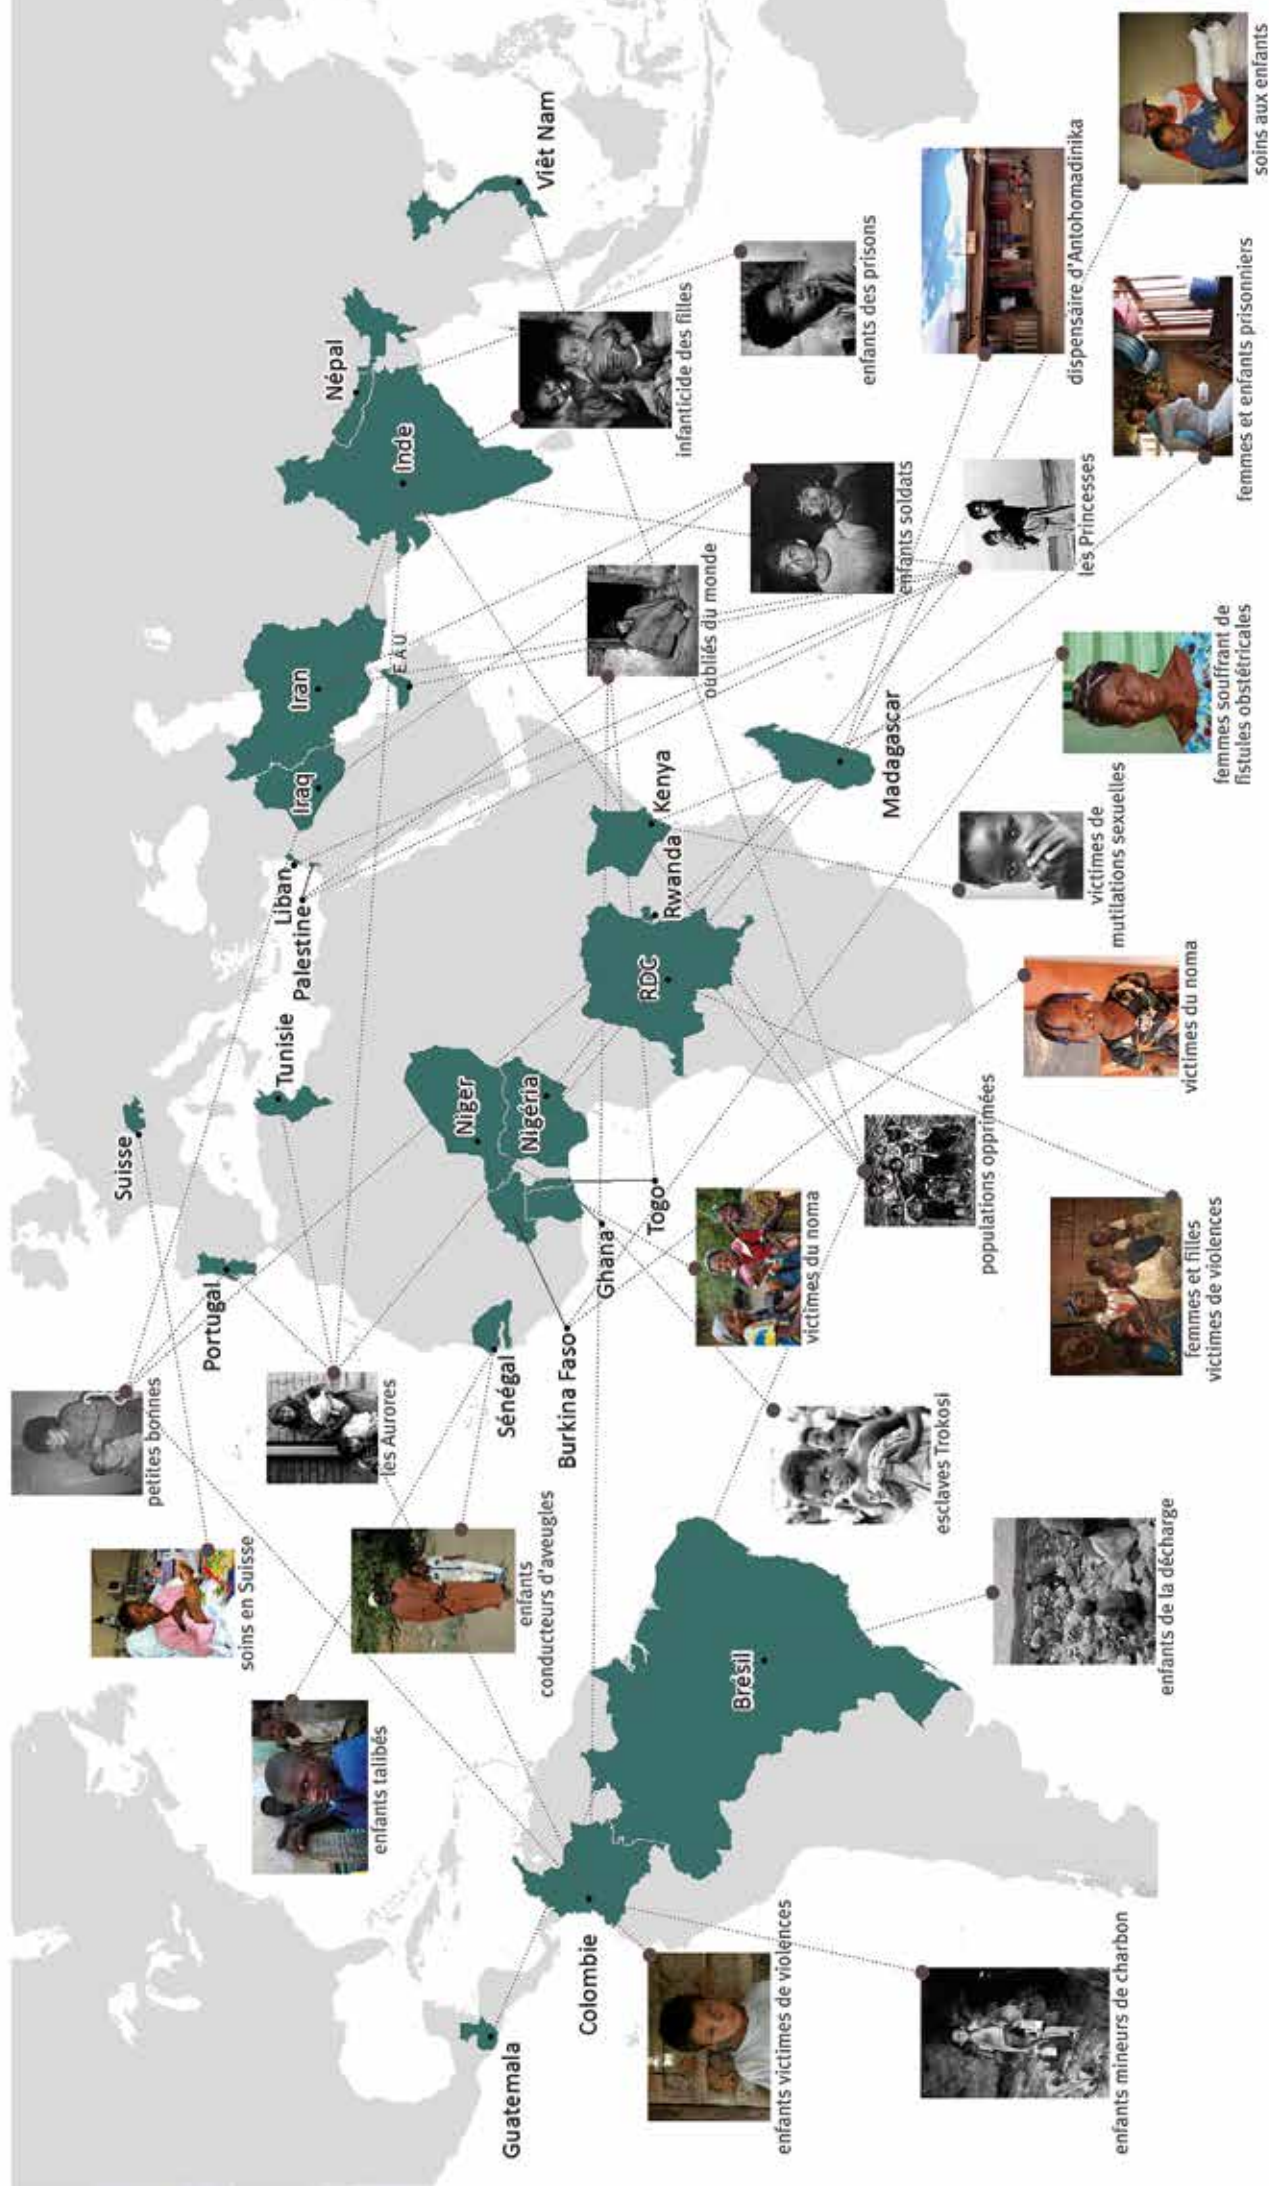 petites bonnes
soins en Suisse
enfants talibés
les Aurores
enfants
conducteurs d'aveugles
Suisse
Portugal
Tunisie
Liban
Palestine
Iraq
Iran
EAU
Népal
Inde
Viêt Nam
Guatemala
Colombie
Brésil
Sénégal
Burkina Faso
Ghana
Togo
Niger
Nigéria
RDC
Rwanda
Kenya
Madagascar
infanticide des filles
enfants des prisons
oubliés du monde
enfants soldats
les Princesses
dispensaire d'Antohomadinika
soins aux enfants
femmes et enfants prisonniers
femmes souffrant de
fistules obstétricales
victimes de
mutilations sexuelles
victimes du noma
populations opprimées
victimes du noma
femmes et filles
victimes de violences
esclaves Trokosi
enfants de la décharge
enfants victimes de violences
enfants mineurs de charbon